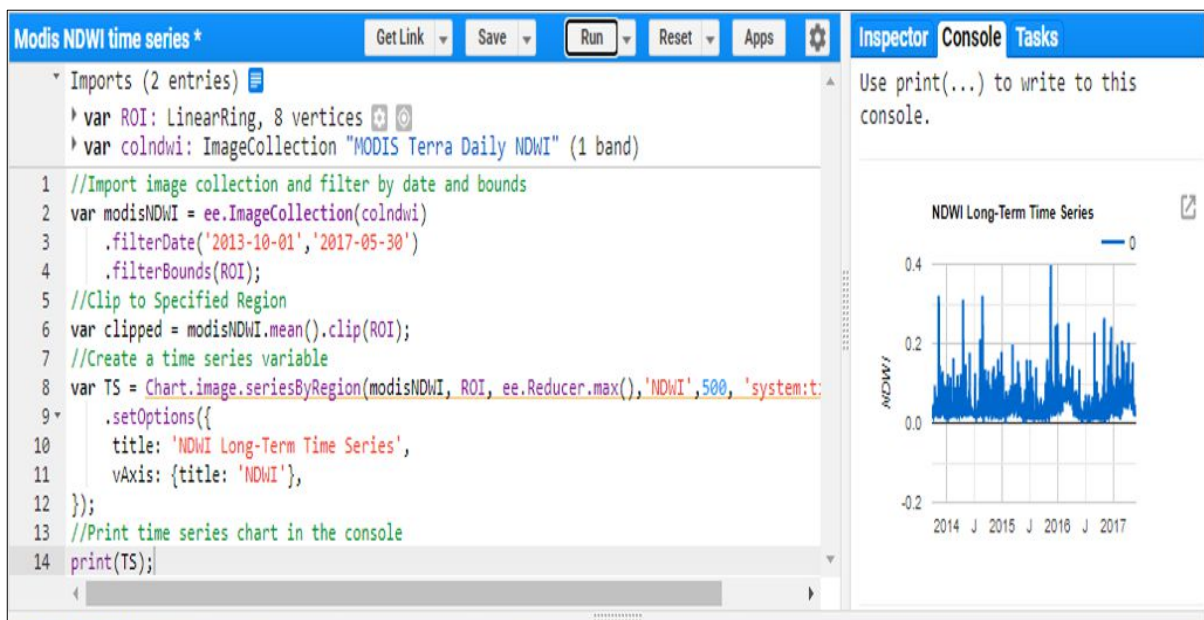 Modis NDWI time series *
Get Link
Save
Run
Reset
Apps
Imports (2 entries)
var ROI: LinearRing, 8 vertices
var colndwi: ImageCollection "MODIS Terra Daily NDWI" (1 band)
1 //Import image collection and filter by date and bounds
2 var modisNDWI = ee.ImageCollection(colndwi)
3 .filterDate('2013-10-01','2017-05-30')
4 .filterBounds(ROI);
5 //Clip to Specified Region
6 var clipped = modisNDWI.mean().clip(ROI);
7 //Create a time series variable
8 var TS = Chart.image.seriesByRegion(modisNDWI, ROI, ee.Reducer.max(),'NDWI',500, 'system:ti
9 .setOptions({
10 title: 'NDWI Long-Term Time Series',
11 vAxis: {title: 'NDWI'},
12 });
13 //Print time series chart in the console
14 print(TS);
Inspector Console Tasks
Use print(...) to write to this
console.
NDWI Long-Term Time Series
0
0.4
0.2
0.0
-0.2
NDWI
2014 J 2015 J 2016 J 2017